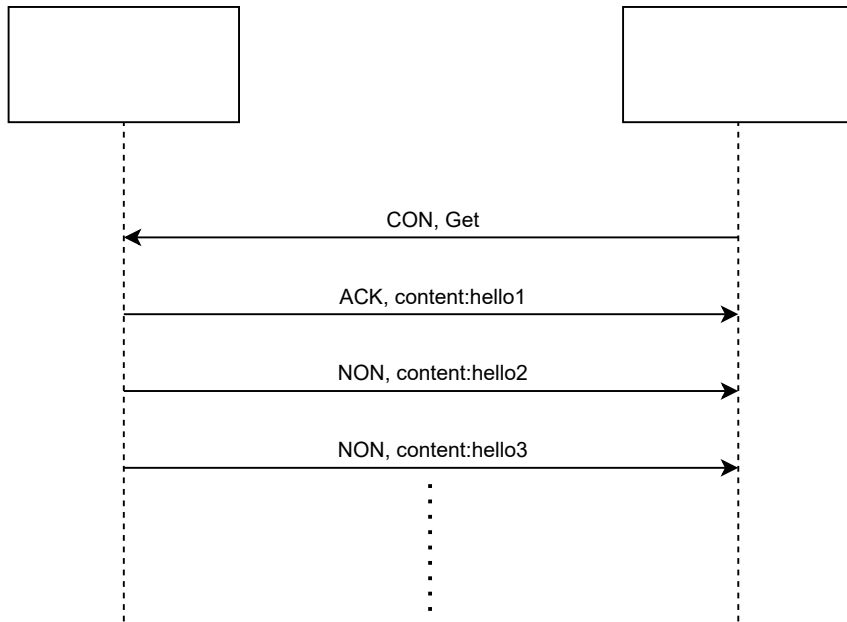 CON, Get
ACK, content:hello1
NON, content:hello2
NON, content:hello3